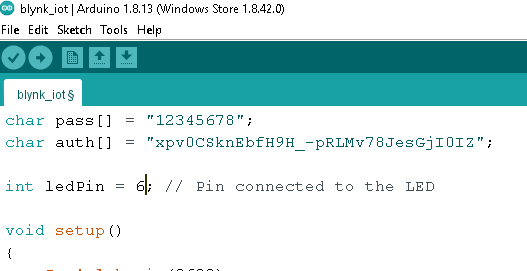 blynk_iot | Arduino 1.8.13 (Windows Store 1.8.42.0)
File Edit Sketch Tools Help
blynk_iot §
char pass[] = "12345678";
char auth[] = "xpv0CSknEbfH9H_-pRLMv78JesGjI0IZ";
int ledPin = 6; // Pin connected to the LED
void setup()
{